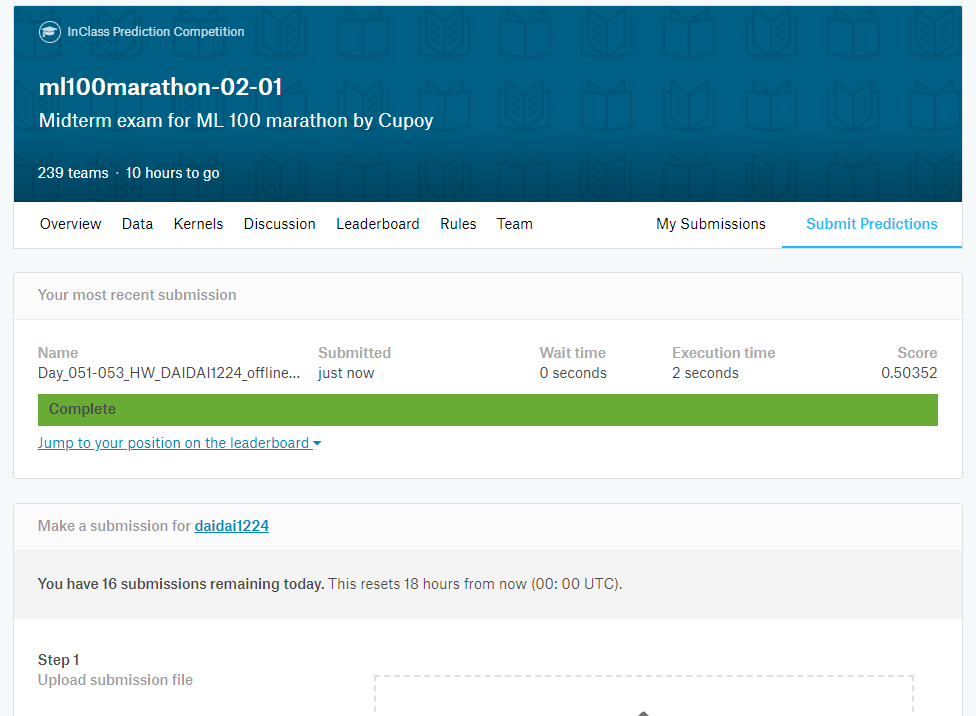 InClass Prediction Competition
ml100marathon-02-01
Midterm exam for ML 100 marathon by Cupoy
239 teams · 10 hours to go
Overview Data Kernels Discussion Leaderboard Rules Team My Submissions Submit Predictions
Your most recent submission
Name Submitted Wait time Execution time Score
Day_051-053_HW_DAIDAI1224_offline... just now 0 seconds 2 seconds 0.50352
Complete
Jump to your position on the leaderboard
Make a submission for daidai1224
You have 16 submissions remaining today. This resets 18 hours from now (00: 00 UTC).
Step 1
Upload submission file